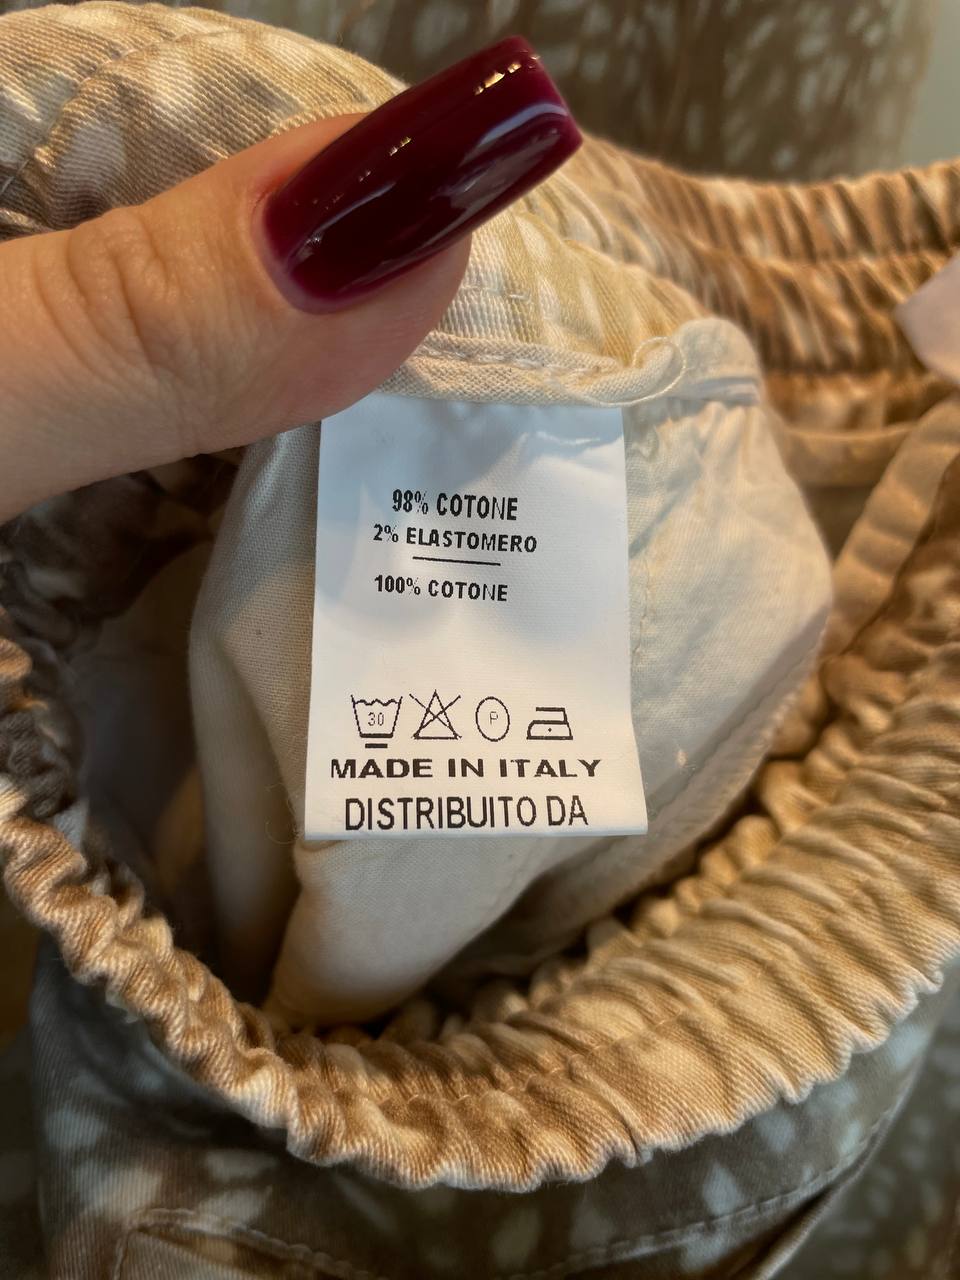 98% COTONE
2% ELASTOMERO
100% COTONE
30 P
MADE IN ITALY
DISTRIBUITO DA